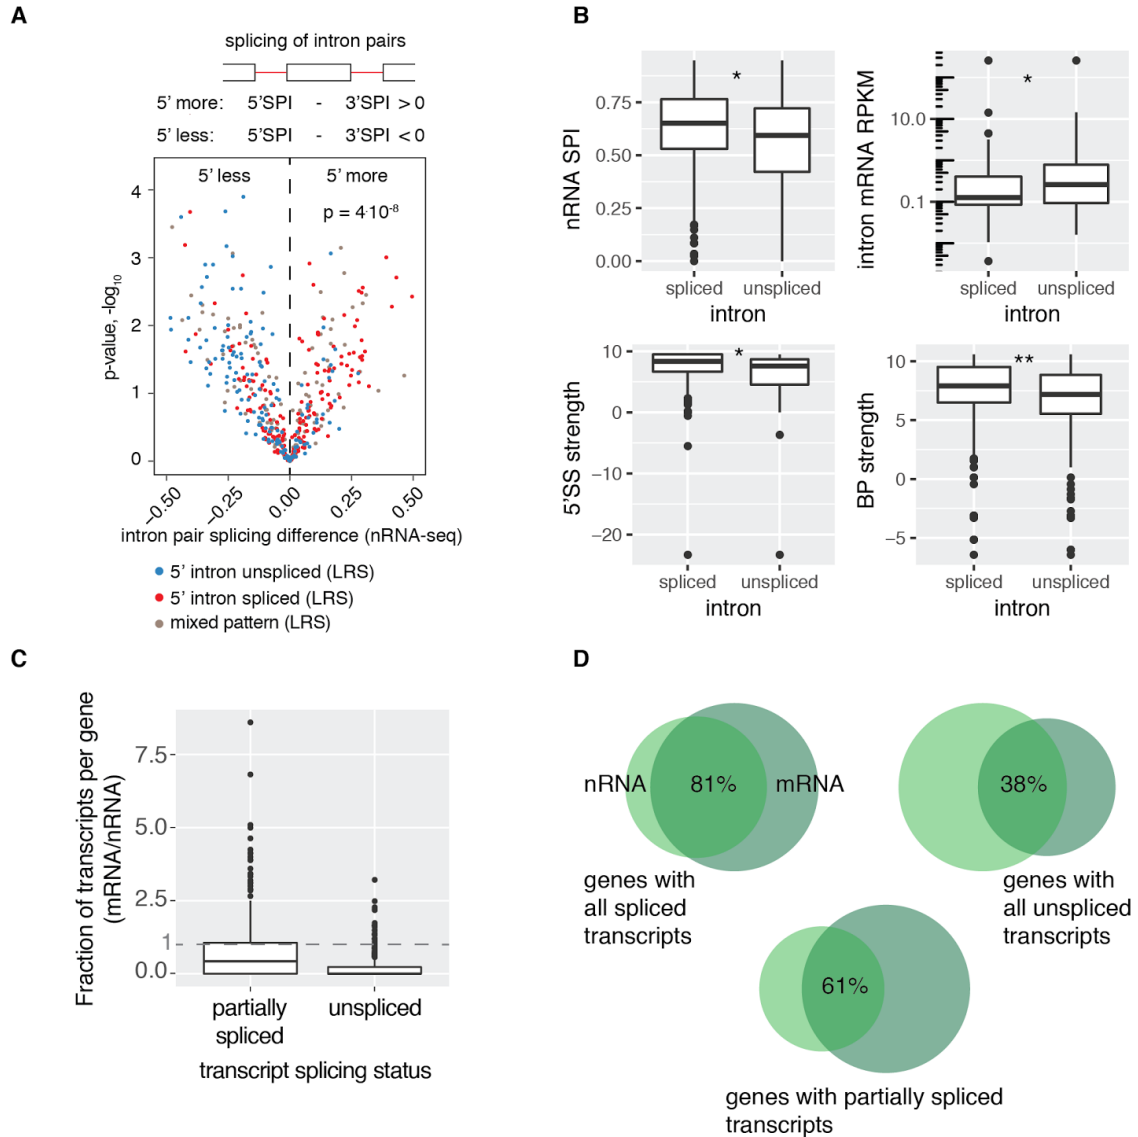 A
splicing of intron pairs
5' more: 5'SPI - 3'SPI > 0
5' less: 5'SPI - 3'SPI < 0
5' less 5' more
p = 4·10-8
4
3
2
1
0
p-value, -log10
−0.50 −0.25 0.00 0.25 0.50
intron pair splicing difference (nRNA-seq)
5' intron unspliced (LRS)
5' intron spliced (LRS)
mixed pattern (LRS)
B
nRNA SPI
0.75
0.50
0.25
0.00
*
spliced unspliced
intron
intron mRNA RPKM
10.0
0.1
*
spliced unspliced
intron
5'SS strength
10
0
−10
−20
*
spliced unspliced
intron
BP strength
10
5
0
−5
**
spliced unspliced
intron
C
Fraction of transcripts per gene
(mRNA/nRNA)
7.5
5.0
2.5
1
0.0
partially
spliced
unspliced
transcript splicing status
D
nRNA 81% mRNA
genes with
all spliced
transcripts
38%
genes with
all unspliced
transcripts
61%
genes with partially spliced
transcripts